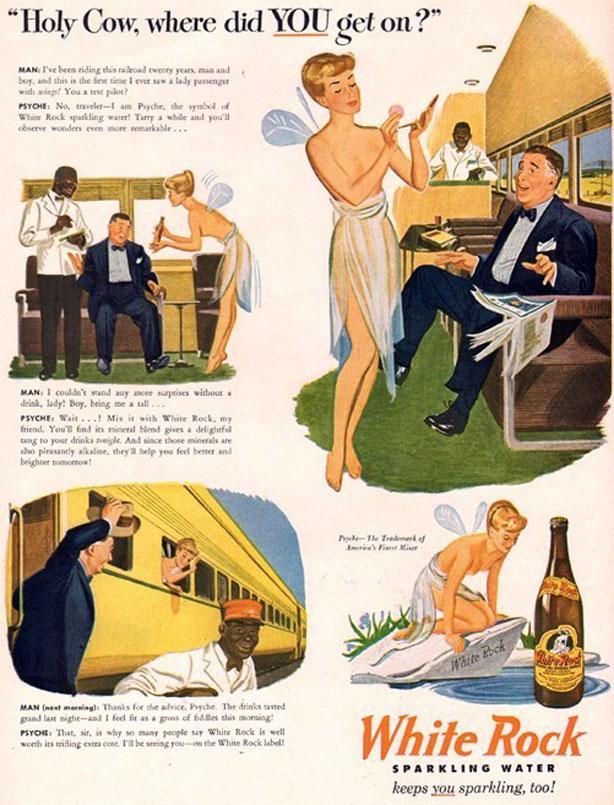 "Holy Cow, where did YOU get on?"
MAN: I've been riding this railroad twenty years, man and
boy, and this is the first time I ever saw a lady passenger
with wings! You a test pilot?
PSYCHE: No, traveler—I am Psyche, the symbol of
White Rock sparkling water! Tarry a while and you'll
observe wonders even more remarkable . . .
MAN: I couldn't stand any more surprises without a
drink, lady! Boy, bring me a tall . . .
PSYCHE: Wait . . . ! Mix it with White Rock, my
friend. You'll find its mineral blend gives a delightful
tang to your drinks tonight. And since those minerals are
also pleasantly alkaline, they'll help you feel better and
brighter tomorrow!
MAN (next morning): Thanks for the advice, Psyche. The drinks tasted
grand last night—and I feel fit as a gross of fiddles this morning!
PSYCHE: That, sir, is why so many people say White Rock is well
worth its trifling extra cost. I'll be seeing you—on the White Rock label!
Psyche—The Trademark of
America's Finest Mixer
White Rock
White Rock
White Rock
White Rock
SPARKLING WATER
keeps you sparkling, too!